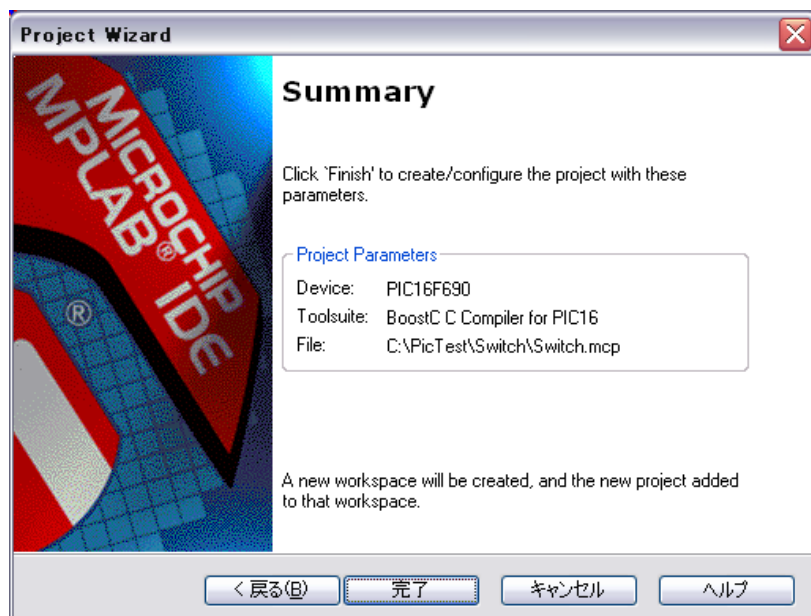 Project Wizard
MICROCHIP
MPLAB® IDE
®
Summary
Click `Finish' to create/configure the project with these
parameters.
Project Parameters
Device: PIC16F690
Toolsuite: BoostC C Compiler for PIC16
File: C:\PicTest\Switch\Switch.mcp
A new workspace will be created, and the new project added
to that workspace.
< 戻る(B) 完了 キャンセル ヘルプ